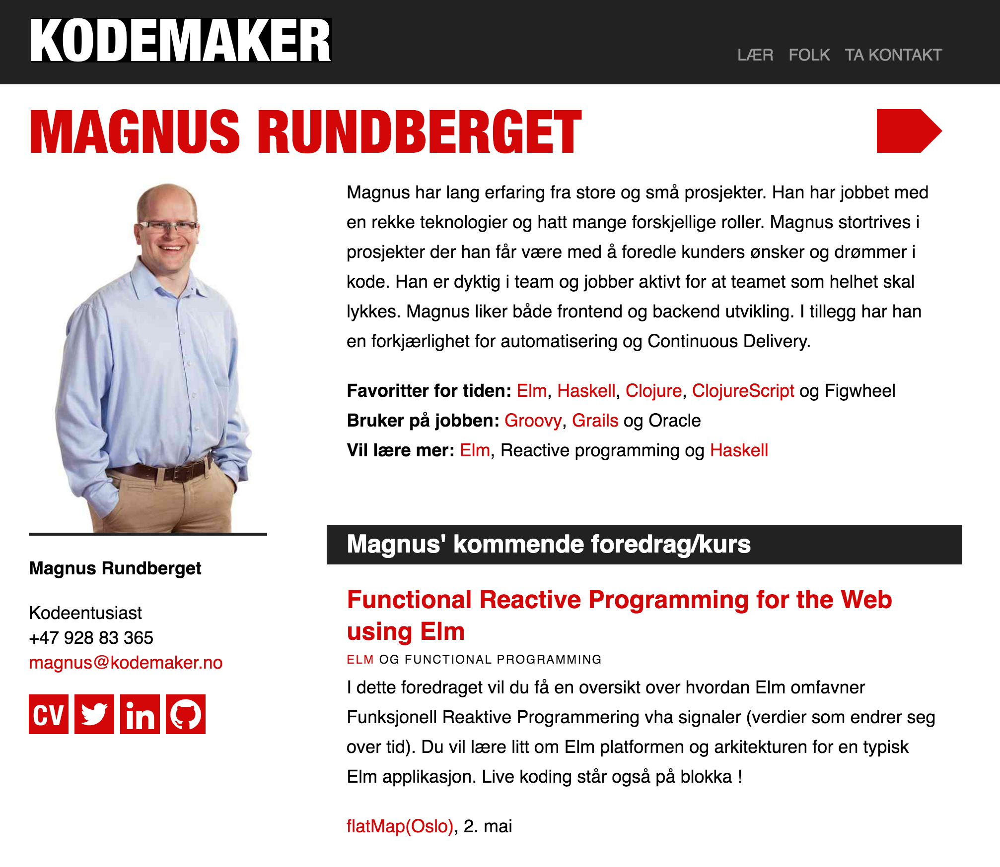 KODEMAKER
LÆR FOLK TA KONTAKT
MAGNUS RUNDBERGET
Magnus har lang erfaring fra store og små prosjekter. Han har jobbet med
en rekke teknologier og hatt mange forskjellige roller. Magnus stortrives i
prosjekter der han får være med å foredle kunders ønsker og drømmer i
kode. Han er dyktig i team og jobber aktivt for at teamet som helhet skal
lykkes. Magnus liker både frontend og backend utvikling. I tillegg har han
en forkjærlighet for automatisering og Continuous Delivery.
Favoritter for tiden: Elm, Haskell, Clojure, ClojureScript og Figwheel
Bruker på jobben: Groovy, Grails og Oracle
Vil lære mer: Elm, Reactive programming og Haskell
Magnus Rundberget
Kodeentusiast
+47 928 83 365
magnus@kodemaker.no
CV in
Magnus' kommende foredrag/kurs
Functional Reactive Programming for the Web
using Elm
ELM OG FUNCTIONAL PROGRAMMING
I dette foredraget vil du få en oversikt over hvordan Elm omfavner
Funksjonell Reaktive Programmering vha signaler (verdier som endrer seg
over tid). Du vil lære litt om Elm platformen og arkitekturen for en typisk
Elm applikasjon. Live koding står også på blokka !
flatMap(Oslo), 2. mai